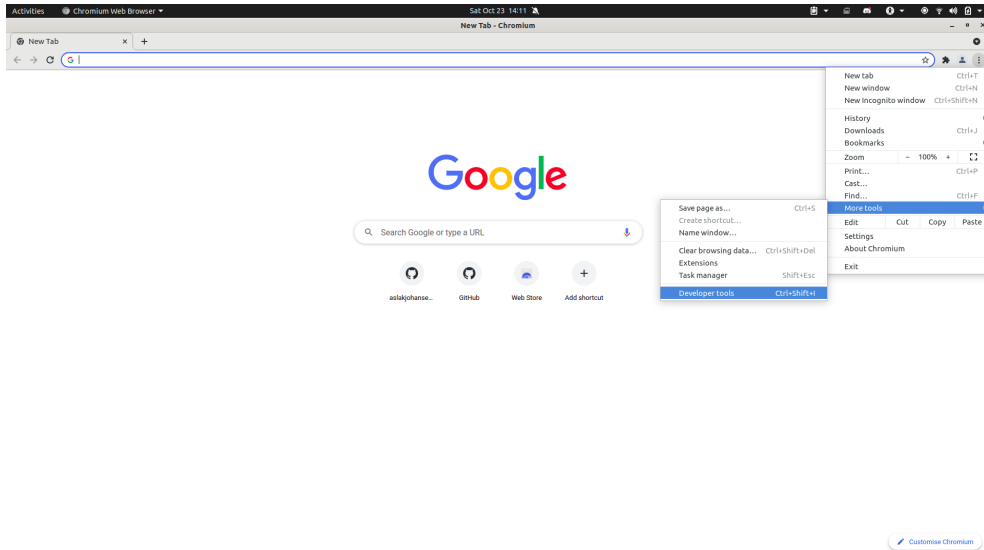 Activities Chromium Web Browser Sat Oct 23 14:11
New Tab - Chromium
New Tab
New tab Ctrl+T
New window Ctrl+N
New Incognito window Ctrl+Shift+N
History
Downloads Ctrl+J
Bookmarks
Zoom - 100% +
Print... Ctrl+P
Cast...
Find... Ctrl+F
More tools
Edit Cut Copy Paste
Settings
About Chromium
Exit
Save page as... Ctrl+S
Create shortcut...
Name window...
Clear browsing data... Ctrl+Shift+Del
Extensions
Task manager Shift+Esc
Developer tools Ctrl+Shift+I
Google
Search Google or type a URL
aslakjohanse... GitHub Web Store Add shortcut
Customise Chromium